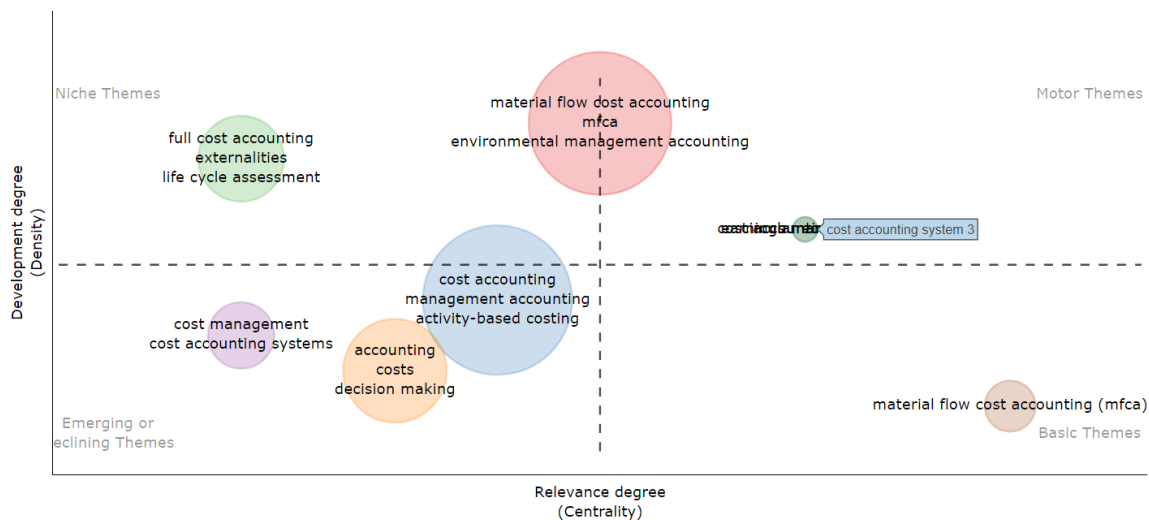 Niche Themes
Motor Themes
material flow cost accounting
mfca
environmental management accounting
full cost accounting
externalities
life cycle assessment
cost accounting system 3
cost accounting
management accounting
activity-based costing
cost management
cost accounting systems
accounting
costs
decision making
material flow cost accounting (mfca)
Emerging or
eclining Themes
Basic Themes
Development degree
(Density)
Relevance degree
(Centrality)